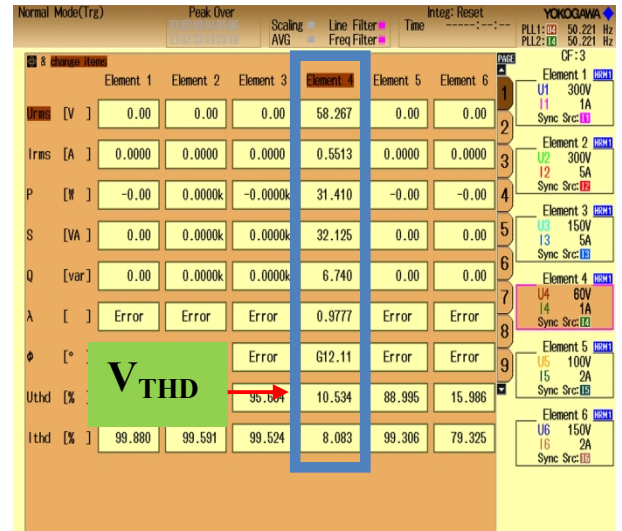 Normal Mode(Trg) Peak Over Scaling Line Filter Time Integ: Reset YOKOGAWA
AVG Freq Filter -----:--:-- PLL1: U4 50.221 Hz
PLL2: I4 50.221 Hz
8 change items PAGE CF:3
Element 1 Element 2 Element 3 Element 4 Element 5 Element 6
Urms [V ] 0.00 0.00 0.00 58.267 0.00 0.00
Irms [A ] 0.0000 0.0000 0.0000 0.5513 0.0000 0.0000
P [W ] -0.00 0.0000k -0.0000k 31.410 -0.00 -0.00
S [VA ] 0.00 0.0000k 0.0000k 32.125 0.00 0.00
Q [var] 0.00 0.0000k 0.0000k 6.740 0.00 0.00
λ [ ] Error Error Error 0.9777 Error Error
φ [° Error G12.11 Error Error
Uthd [% 10.534 88.995 15.986
Ithd [% ] 99.880 99.591 99.524 8.083 99.306 79.325
VTHD
1
2
3
4
5
6
7
8
9
Element 1 HRM1
U1 300V
I1 1A
Sync Src: I1
Element 2 HRM1
U2 300V
I2 5A
Sync Src: I2
Element 3 HRM1
U3 150V
I3 5A
Sync Src: I3
Element 4 HRM1
U4 60V
I4 1A
Sync Src: I4
Element 5 HRM1
U5 100V
I5 2A
Sync Src: I5
Element 6 HRM1
U6 150V
I6 2A
Sync Src: I6